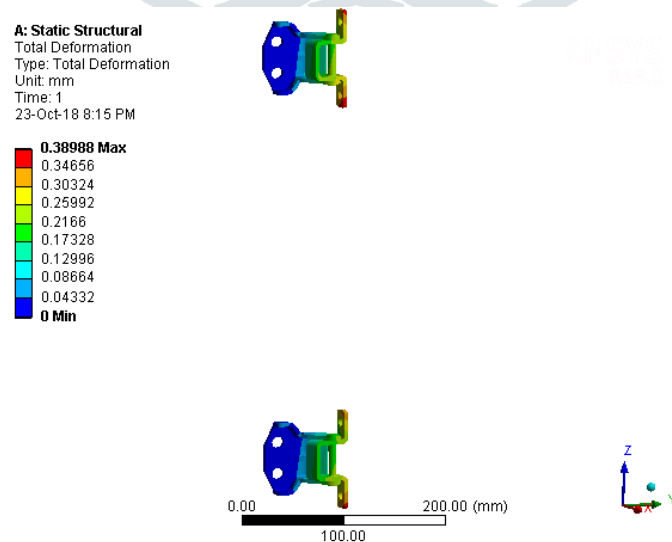 A: Static Structural
Total Deformation
Type: Total Deformation
Unit: mm
Time: 1
23-Oct-18 8:15 PM
0.38988 Max
0.34656
0.30324
0.25992
0.2166
0.17328
0.12996
0.08664
0.04332
0 Min
0.00 200.00 (mm)
100.00
Z
X
Y